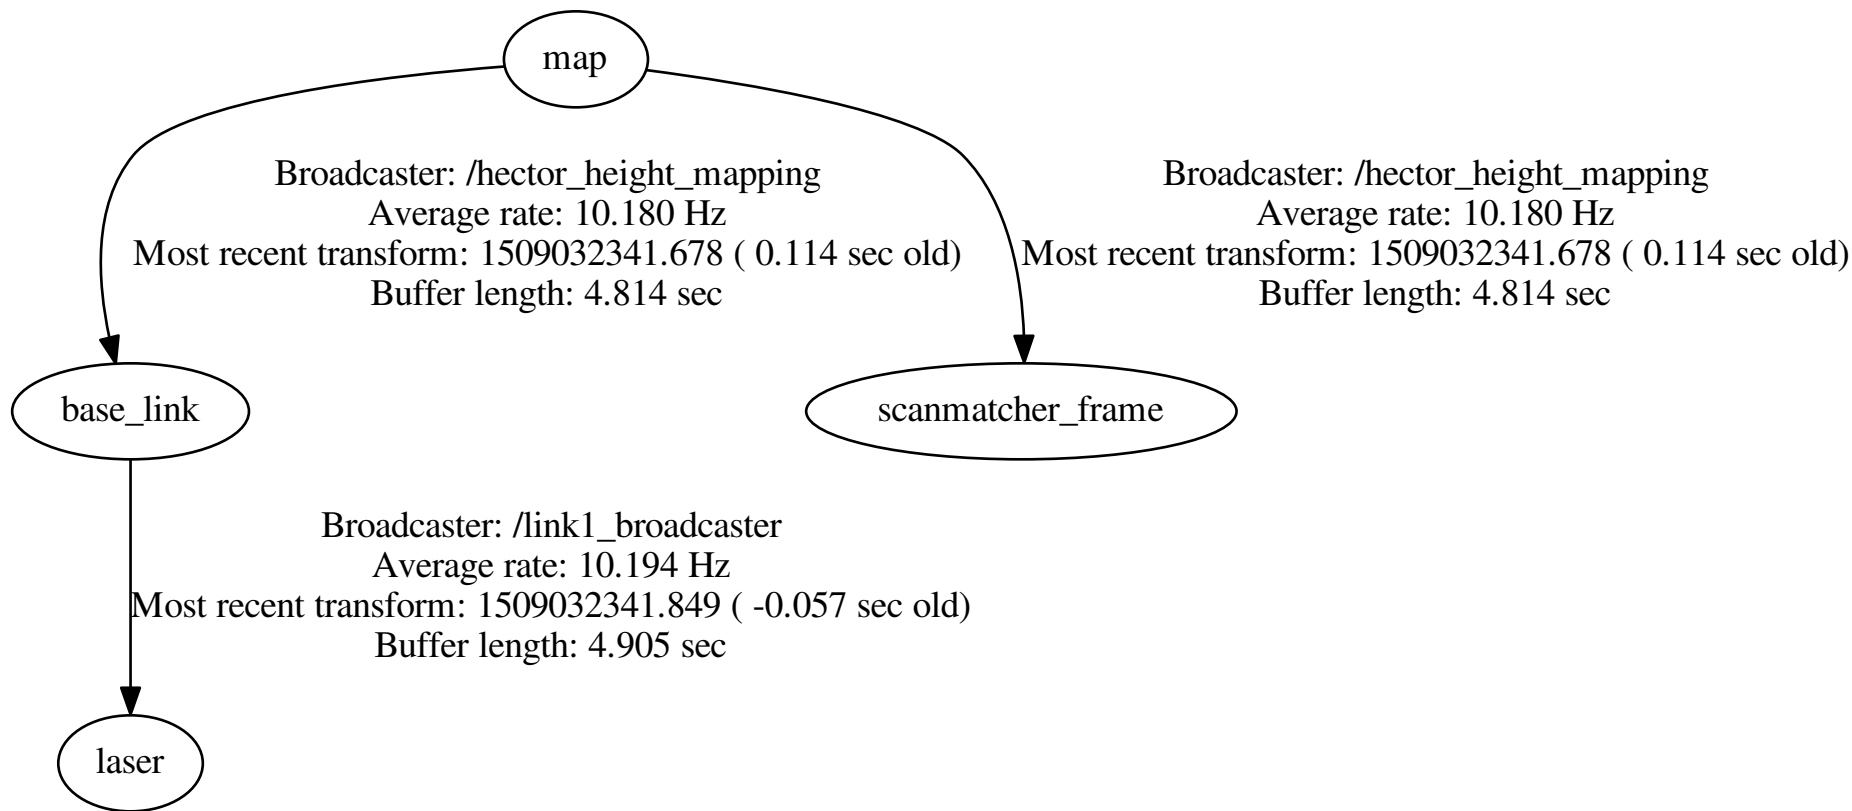 map
Broadcaster: /hector_height_mapping
Average rate: 10.180 Hz
Most recent transform: 1509032341.678 ( 0.114 sec old)
Buffer length: 4.814 sec
Broadcaster: /hector_height_mapping
Average rate: 10.180 Hz
Most recent transform: 1509032341.678 ( 0.114 sec old)
Buffer length: 4.814 sec
base_link
scanmatcher_frame
Broadcaster: /link1_broadcaster
Average rate: 10.194 Hz
Most recent transform: 1509032341.849 ( -0.057 sec old)
Buffer length: 4.905 sec
laser